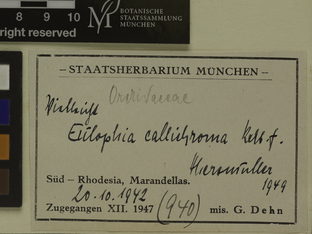 8 9 10
right reserved
BOTANISCHE
STAATSSAMMLUNG
MÜNCHEN
– STAATSHERBARIUM MÜNCHEN –
Orchidaceae
Vielleicht
Eulophia callichroma Rchb. f.
1949
Süd – Rhodesia, Marandellas.
20.10.1942
Zugegangen XII. 1947 (940) mis. G. Dehn